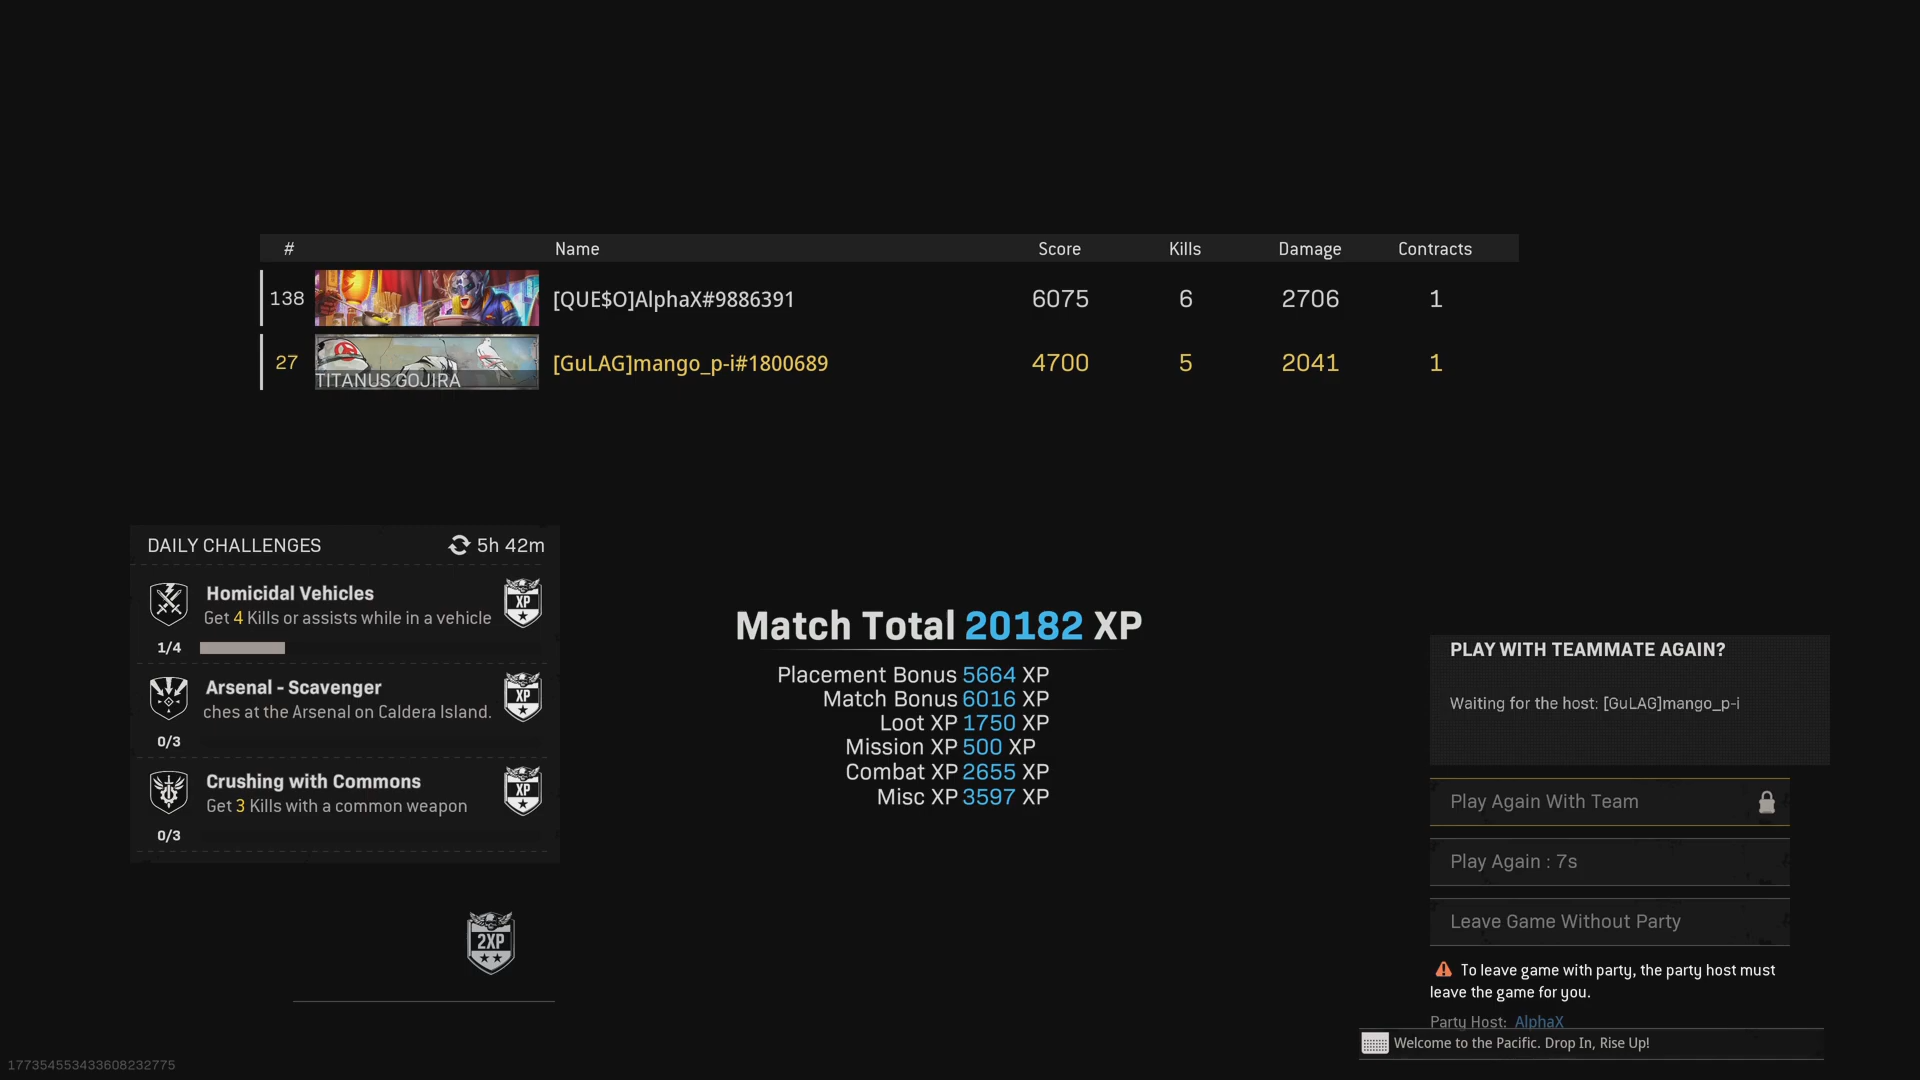 # Name Score Kills Damage Contracts
138 [QUE$O]AlphaX#9886391 6075 6 2706 1
27 TITANUS GOJIRA [GuLAG]mango_p-i#1800689 4700 5 2041 1
DAILY CHALLENGES 5h 42m
Homicidal Vehicles
Get 4 Kills or assists while in a vehicle
XP
1/4
Arsenal - Scavenger
ches at the Arsenal on Caldera Island.
XP
0/3
Crushing with Commons
Get 3 Kills with a common weapon
XP
0/3
2XP
Match Total 20182 XP
Placement Bonus 5664 XP
Match Bonus 6016 XP
Loot XP 1750 XP
Mission XP 500 XP
Combat XP 2655 XP
Misc XP 3597 XP
PLAY WITH TEAMMATE AGAIN?
Waiting for the host: [GuLAG]mango_p-i
Play Again With Team
Play Again : 7s
Leave Game Without Party
To leave game with party, the party host must
leave the game for you.
Party Host: AlphaX
Welcome to the Pacific. Drop In, Rise Up!
177354553433608232775